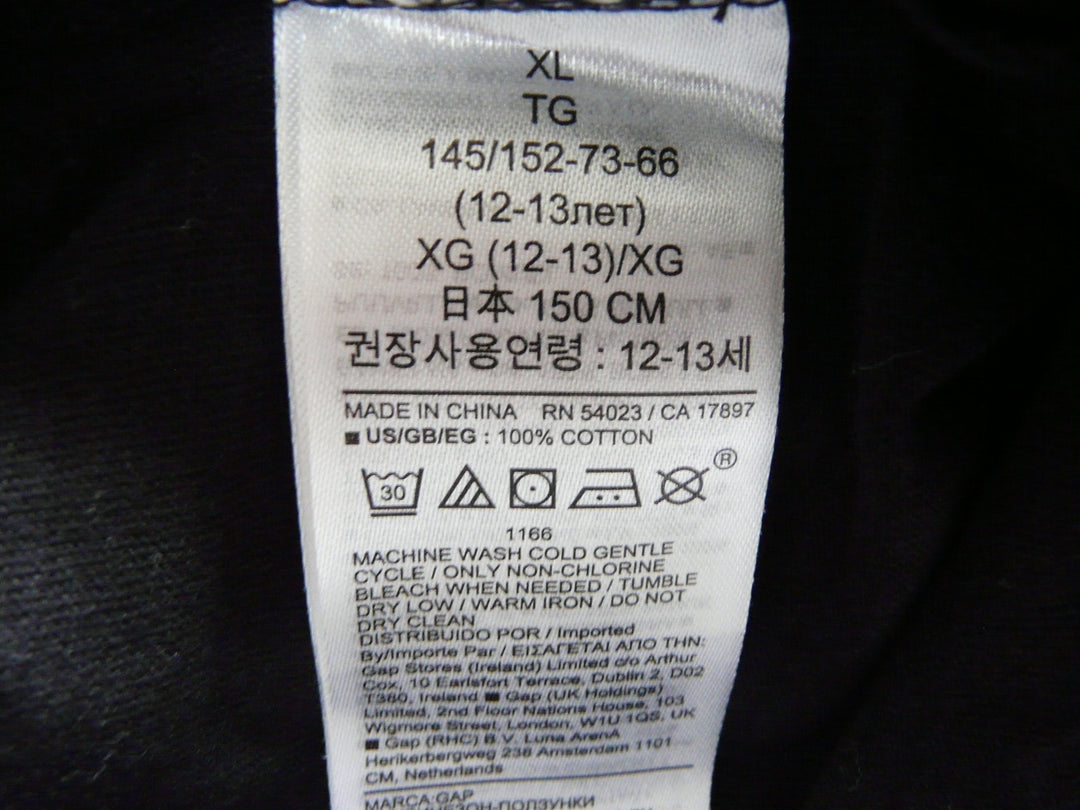 XL
TG
145/152-73-66
(12-13лет)
XG (12-13)/XG
日本 150 CM
권장사용연령 : 12-13세
MADE IN CHINA RN 54023 / CA 17897
■ US/GB/EG : 100% COTTON
30
®
1166
MACHINE WASH COLD GENTLE
CYCLE / ONLY NON-CHLORINE
BLEACH WHEN NEEDED / TUMBLE
DRY LOW / WARM IRON / DO NOT
DRY CLEAN
DISTRIBUIDO POR / Imported
By/Importe Par / ΕΙΣΑΓΕΤΑΙ ΑΠΟ ΤΗΝ:
Gap Stores (Ireland) Limited c/o Arthur
Cox, 10 Earlsfort Terrace, Dublin 2, D02
T380, Ireland ■ Gap (UK Holdings)
Limited, 2nd Floor Nations House, 103
Wigmore Street, London, W1U 1QS, UK
■ Gap (RHC) B.V. Luna ArenA
Herikerbergweg 238 Amsterdam 1101
CM, Netherlands
MARCA:GAP